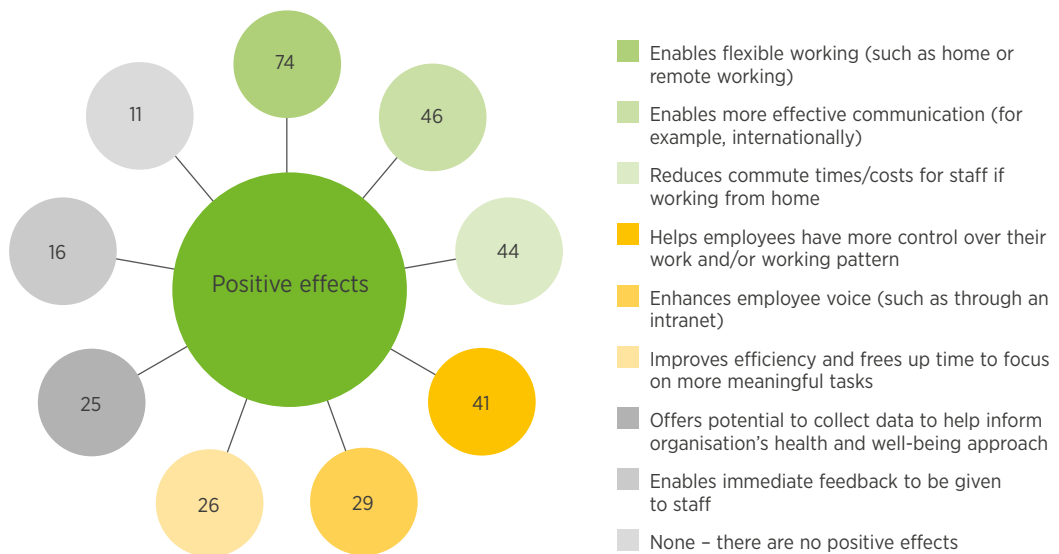 74
46
44
41
29
26
25
16
11
Positive effects
Enables flexible working (such as home or
remote working)
Enables more effective communication (for
example, internationally)
Reduces commute times/costs for staff if
working from home
Helps employees have more control over their
work and/or working pattern
Enhances employee voice (such as through an
intranet)
Improves efficiency and frees up time to focus
on more meaningful tasks
Offers potential to collect data to help inform
organisation’s health and well-being approach
Enables immediate feedback to be given
to staff
None – there are no positive effects